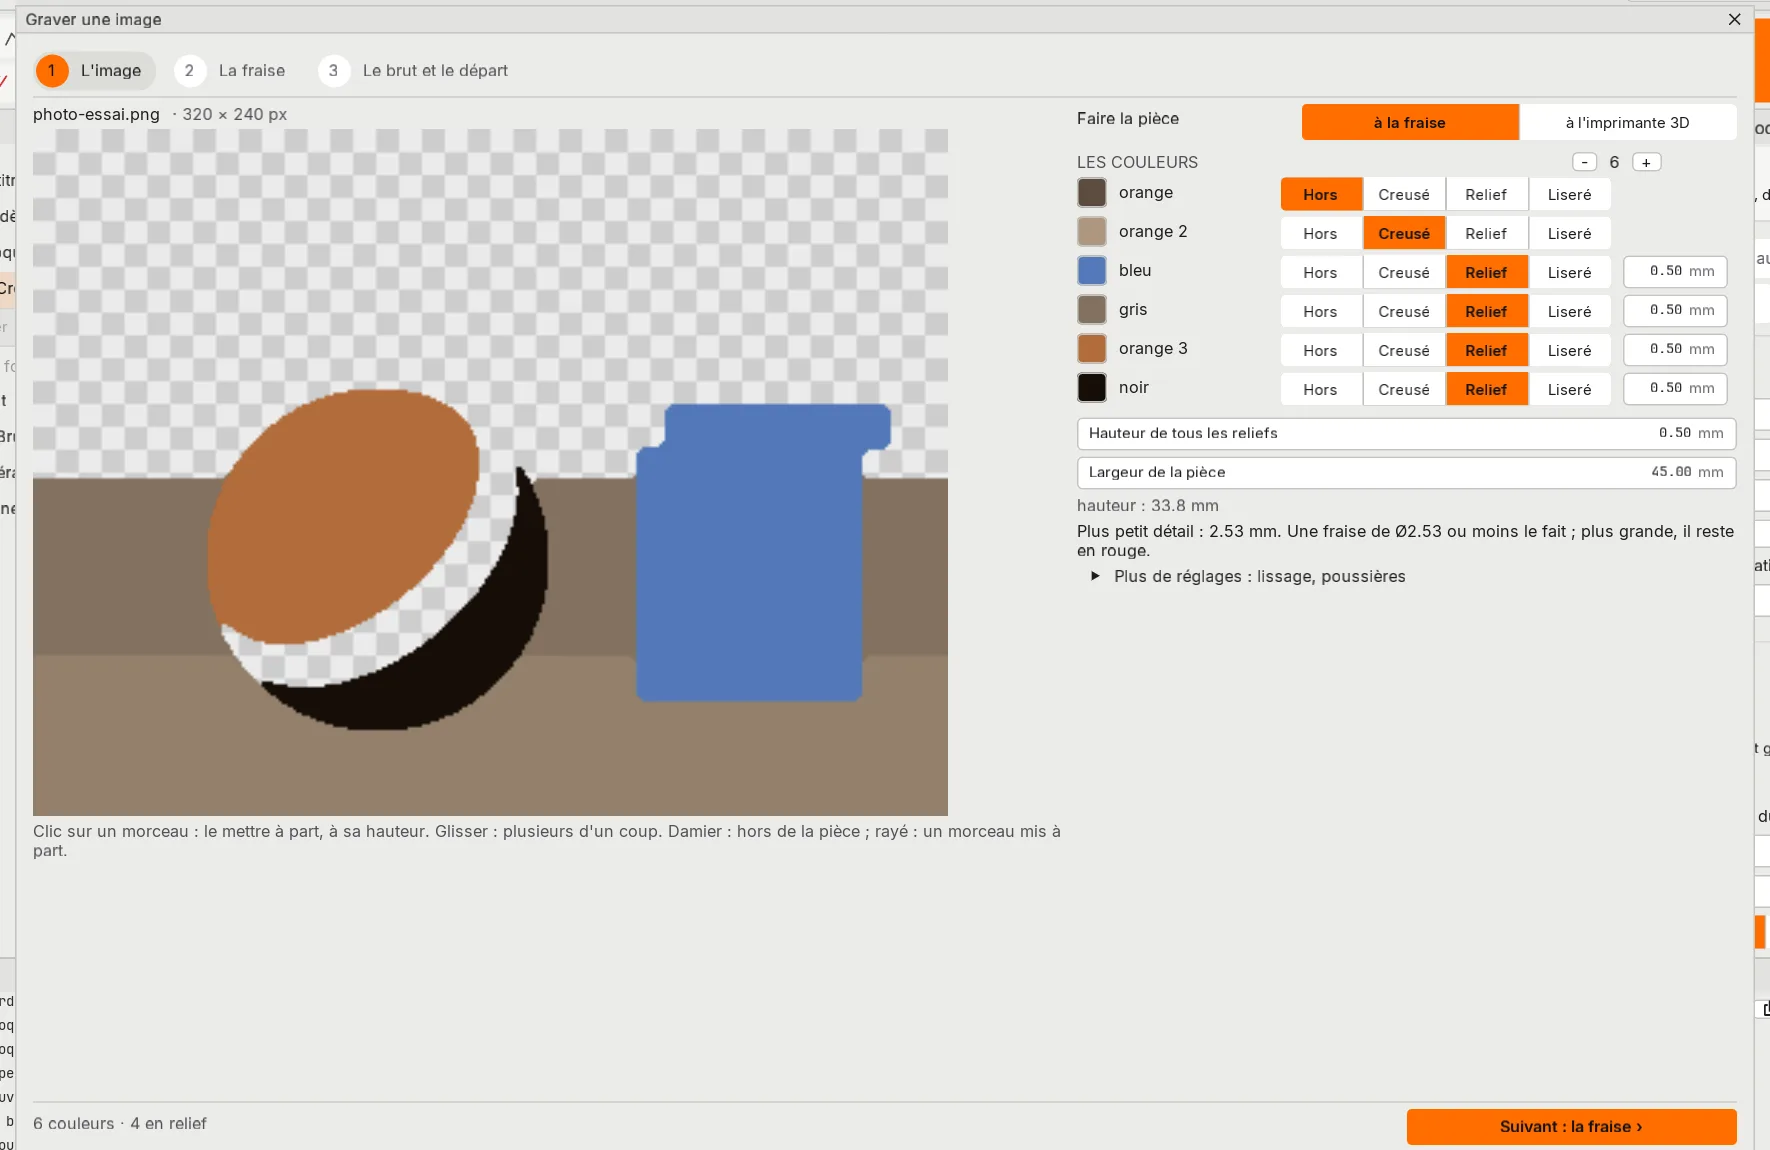 Graver une image
1 L'image 2 La fraise 3 Le brut et le départ
photo-essai.png · 320 × 240 px
Faire la pièce à la fraise à l'imprimante 3D
LES COULEURS - 6 +
orange Hors Creusé Relief Liseré
orange 2 Hors Creusé Relief Liseré
bleu Hors Creusé Relief Liseré 0.50 mm
gris Hors Creusé Relief Liseré 0.50 mm
orange 3 Hors Creusé Relief Liseré 0.50 mm
noir Hors Creusé Relief Liseré 0.50 mm
Hauteur de tous les reliefs 0.50 mm
Largeur de la pièce 45.00 mm
hauteur : 33.8 mm
Plus petit détail : 2.53 mm. Une fraise de Ø2.53 ou moins le fait ; plus grande, il reste
en rouge.
Plus de réglages : lissage, poussières
Clic sur un morceau : le mettre à part, à sa hauteur. Glisser : plusieurs d'un coup. Damier : hors de la pièce ; rayé : un morceau mis à
part.
6 couleurs · 4 en relief
Suivant : la fraise ›